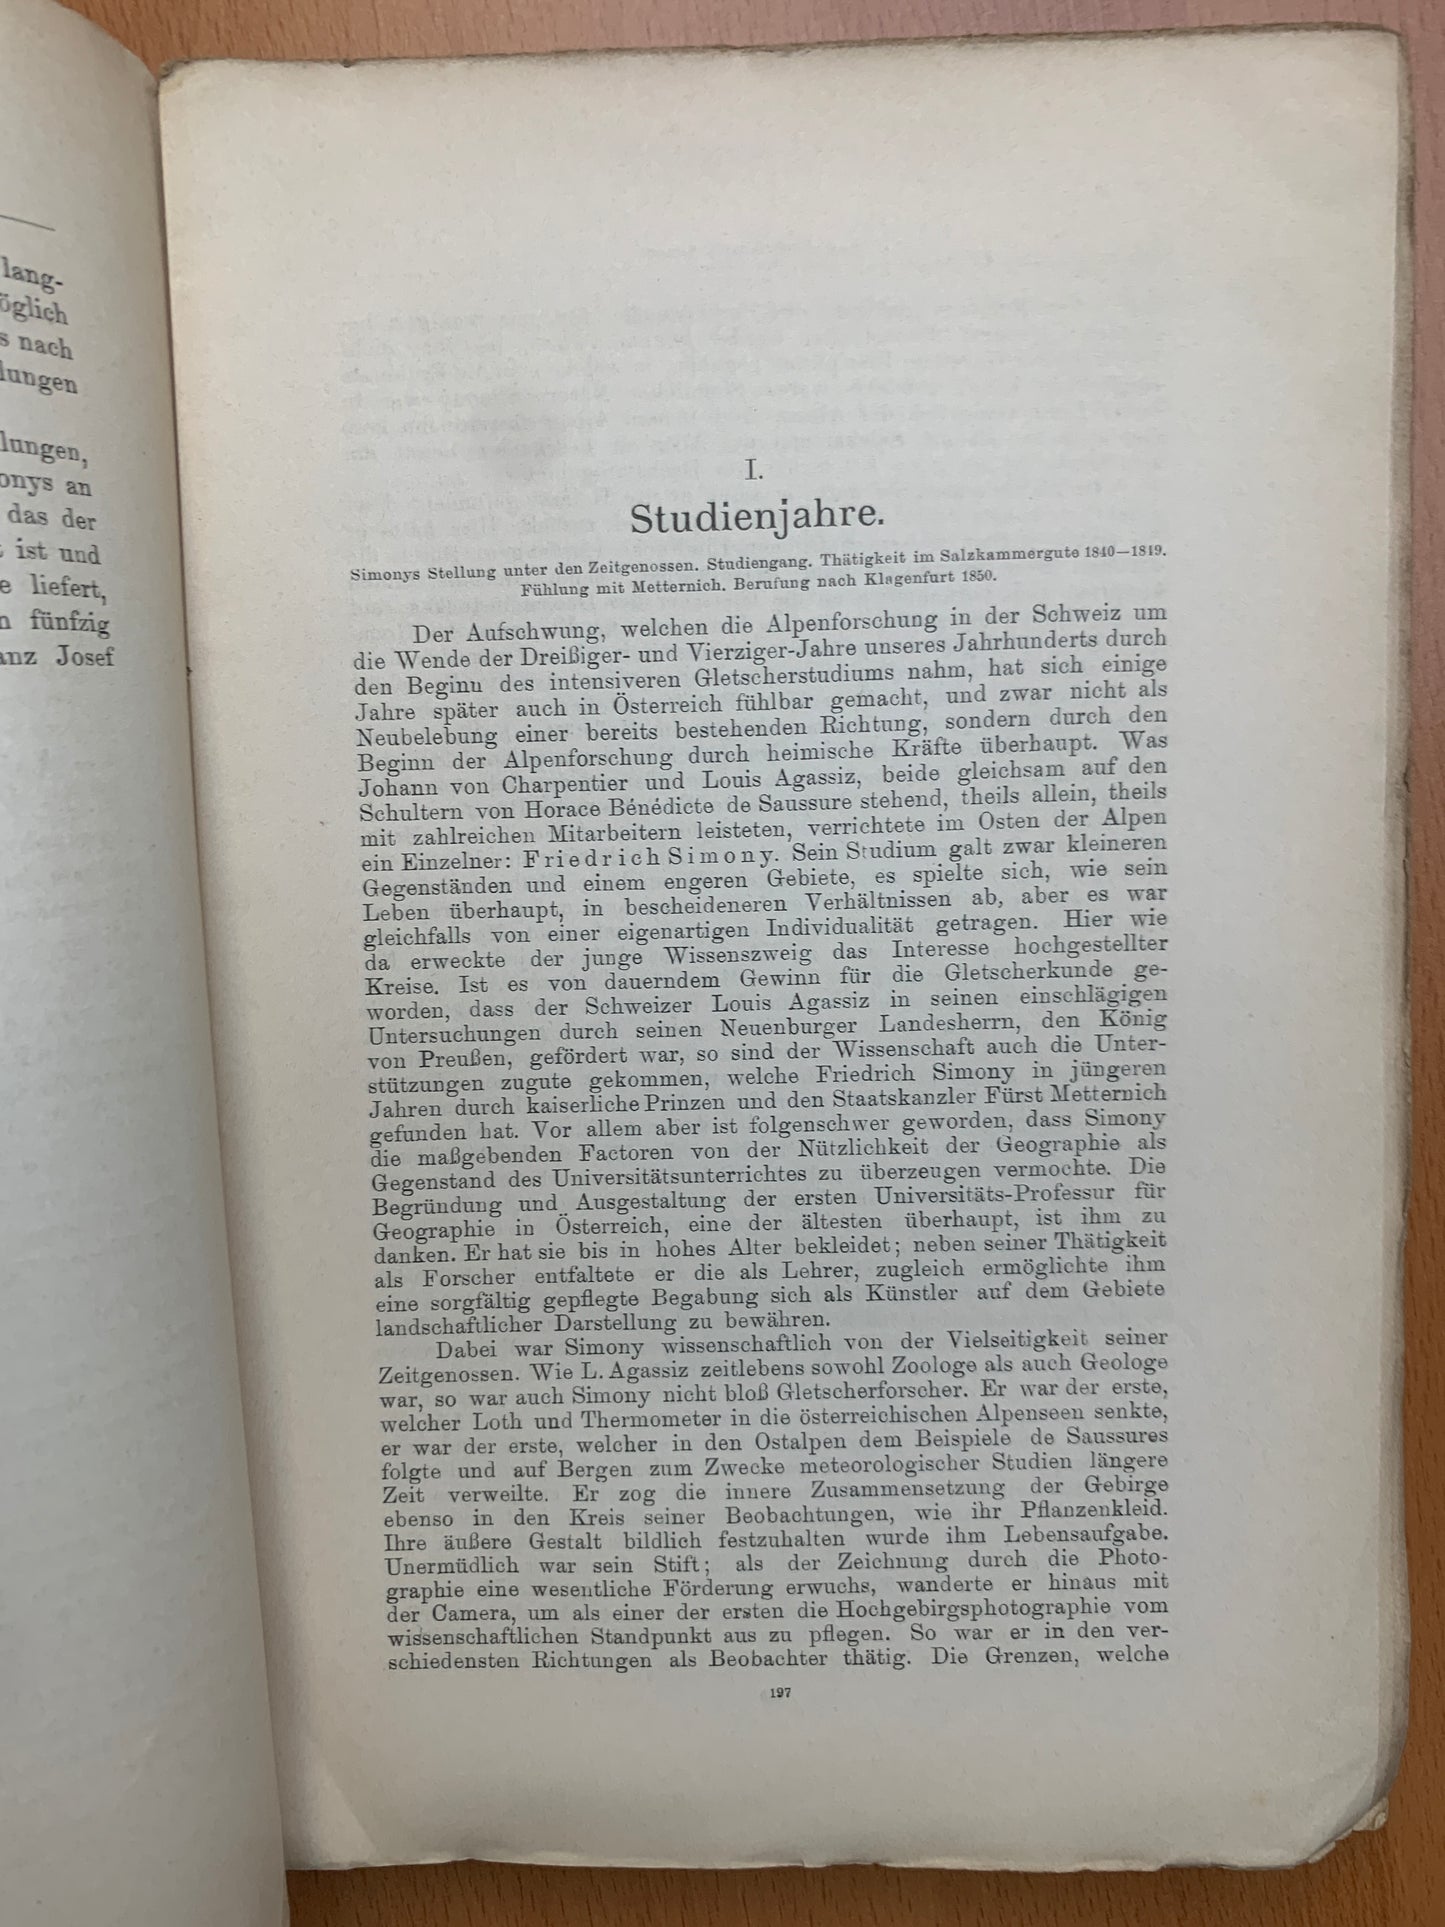 lang-
öglich
s nach
lungen
lungen,
onys an
das der
ist und
e liefert,
n fünfzig
anz Josef
I.
Studienjahre.
Simonys Stellung unter den Zeitgenossen. Studiengang. Thätigkeit im Salzkammergute 1840—1849.
Fühlung mit Metternich. Berufung nach Klagenfurt 1850.
Der Aufschwung, welchen die Alpenforschung in der Schweiz um
die Wende der Dreißiger- und Vierziger-Jahre unseres Jahrhunderts durch
den Beginn des intensiveren Gletscherstudiums nahm, hat sich einige
Jahre später auch in Österreich fühlbar gemacht, und zwar nicht als
Neubelebung einer bereits bestehenden Richtung, sondern durch den
Beginn der Alpenforschung durch heimische Kräfte überhaupt. Was
Johann von Charpentier und Louis Agassiz, beide gleichsam auf den
Schultern von Horace Bénédicte de Saussure stehend, theils allein, theils
mit zahlreichen Mitarbeitern leisteten, verrichtete im Osten der Alpen
ein Einzelner: Friedrich Simony. Sein Studium galt zwar kleineren
Gegenständen und einem engeren Gebiete, es spielte sich, wie sein
Leben überhaupt, in bescheideneren Verhältnissen ab, aber es war
gleichfalls von einer eigenartigen Individualität getragen. Hier wie
da erweckte der junge Wissenszweig das Interesse hochgestellter
Kreise. Ist es von dauerndem Gewinn für die Gletscherkunde ge-
worden, dass der Schweizer Louis Agassiz in seinen einschlägigen
Untersuchungen durch seinen Neuenburger Landesherrn, den König
von Preußen, gefördert war, so sind der Wissenschaft auch die Unter-
stützungen zugute gekommen, welche Friedrich Simony in jüngeren
Jahren durch kaiserliche Prinzen und den Staatskanzler Fürst Metternich
gefunden hat. Vor allem aber ist folgenschwer geworden, dass Simony
die maßgebenden Factoren von der Nützlichkeit der Geographie als
Gegenstand des Universitätsunterrichtes zu überzeugen vermochte. Die
Begründung und Ausgestaltung der ersten Universitäts-Professur für
Geographie in Österreich, eine der ältesten überhaupt, ist ihm zu
danken. Er hat sie bis in hohes Alter bekleidet; neben seiner Thätigkeit
als Forscher entfaltete er die als Lehrer, zugleich ermöglichte ihm
eine sorgfältig gepflegte Begabung sich als Künstler auf dem Gebiete
landschaftlicher Darstellung zu bewähren.
Dabei war Simony wissenschaftlich von der Vielseitigkeit seiner
Zeitgenossen. Wie L. Agassiz zeitlebens sowohl Zoologe als auch Geologe
war, so war auch Simony nicht bloß Gletscherforscher. Er war der erste,
welcher Loth und Thermometer in die österreichischen Alpenseen senkte,
er war der erste, welcher in den Ostalpen dem Beispiele de Saussures
folgte und auf Bergen zum Zwecke meteorologischer Studien längere
Zeit verweilte. Er zog die innere Zusammensetzung der Gebirge
ebenso in den Kreis seiner Beobachtungen, wie ihr Pflanzenkleid.
Ihre äußere Gestalt bildlich festzuhalten wurde ihm Lebensaufgabe.
Unermüdlich war sein Stift; als der Zeichnung durch die Photo-
graphie eine wesentliche Förderung erwuchs, wanderte er hinaus mit
der Camera, um als einer der ersten die Hochgebirgsphotographie vom
wissenschaftlichen Standpunkt aus zu pflegen. So war er in den ver-
schiedensten Richtungen als Beobachter thätig. Die Grenzen, welche
197